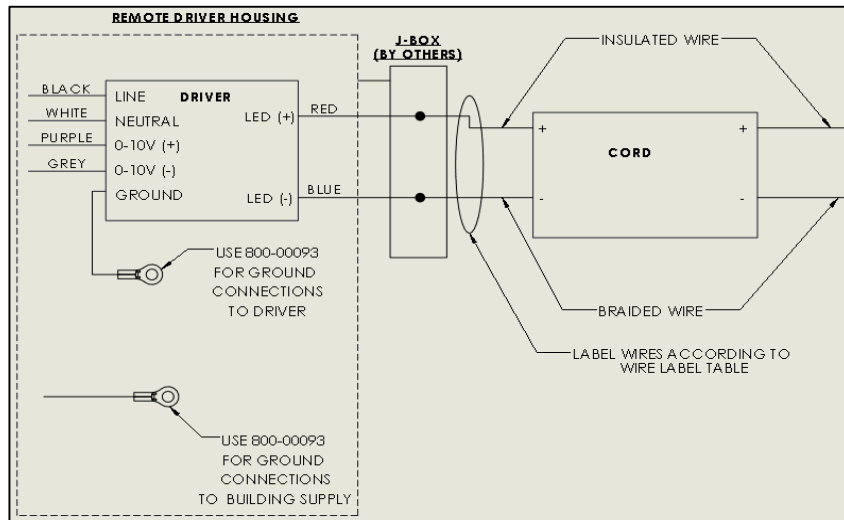 REMOTE DRIVER HOUSING
J-BOX
(BY OTHERS)
INSULATED WIRE
BLACK
WHITE
PURPLE
GREY
LINE
NEUTRAL
0-10V (+)
0-10V (-)
GROUND
DRIVER
LED (+)
LED (-)
RED
BLUE
+
-
CORD
+
-
USE 800-00093
FOR GROUND
CONNECTIONS
TO DRIVER
BRAIDED WIRE
LABEL WIRES ACCORDING TO
WIRE LABEL TABLE
USE 800-00093
FOR GROUND
CONNECTIONS
TO BUILDING SUPPLY